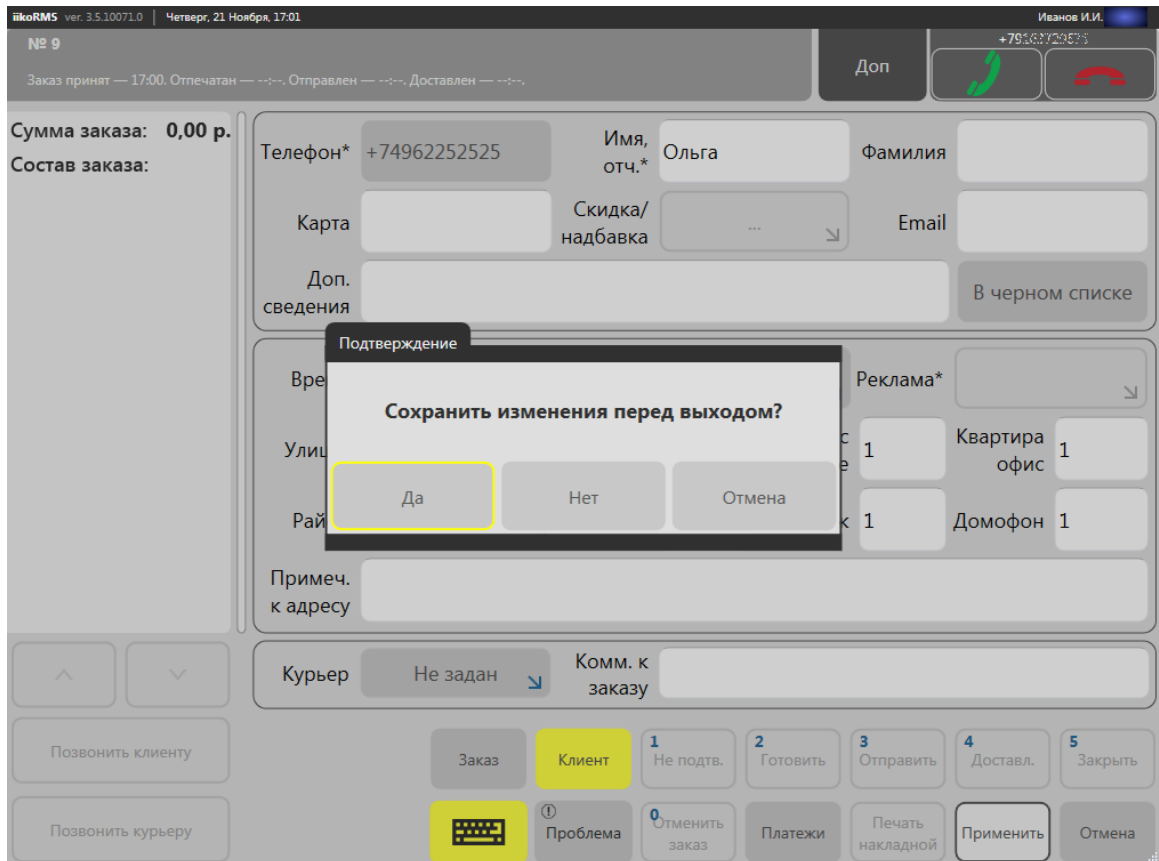 iikoRMS ver. 3.5.10071.0 | Четверг, 21 Ноября, 17:01
Иванов И.И.
№ 9
Заказ принят — 17:00. Отпечатан — --:--. Отправлен — --:--. Доставлен — --:--.
Доп
Сумма заказа: 0,00 р.
Состав заказа:
Телефон* +74962252525
Имя,
отч.*
Ольга
Фамилия
Карта
Скидка/
надбавка
...
Email
Доп.
сведения
В черном списке
Подтверждение
Сохранить изменения перед выходом?
Да
Нет
Отмена
Вре
Реклама*
Ули
с
е
1
Квартира
офис
1
Рай
к
1
Домофон
1
Примеч.
к адресу
Курьер
Не задан
Комм. к
заказу
Позвонить клиенту
Заказ
Клиент
1
Не подтв.
2
Готовить
3
Отправить
4
Доставл.
5
Закрыть
Позвонить курьеру
Проблема
0
Отменить
заказ
Платежи
Печать
накладной
Применить
Отмена